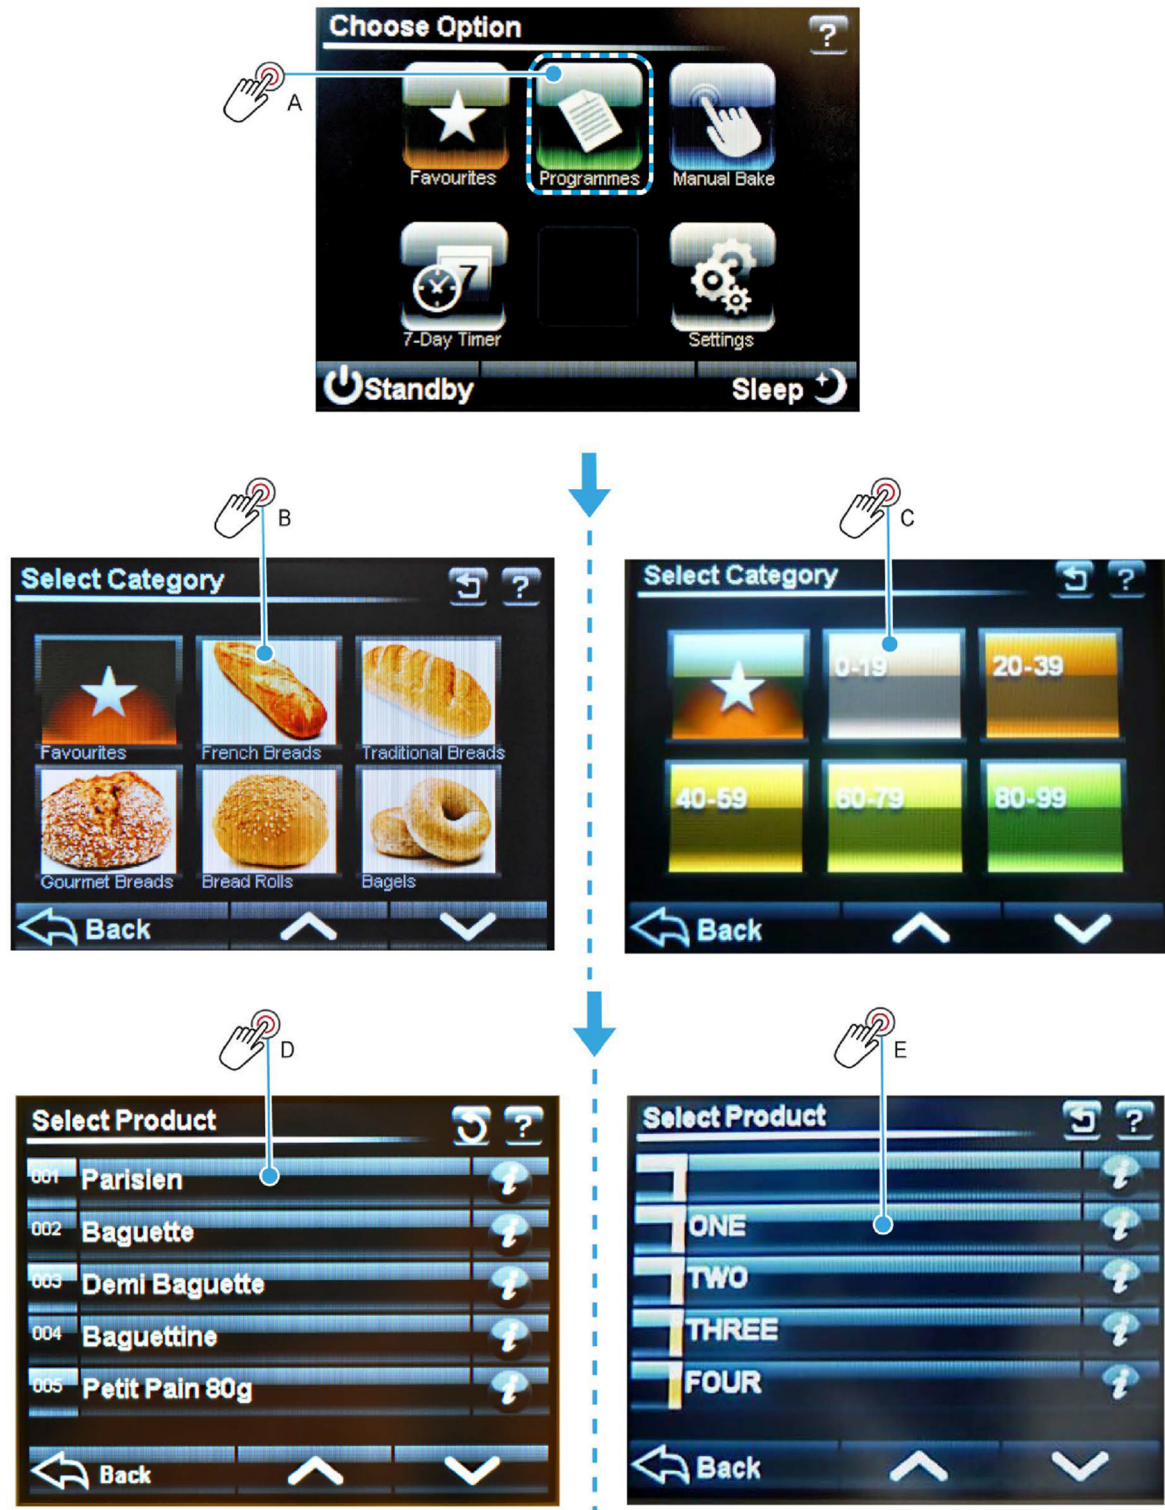 Choose Option
?
A
Favourites
Programmes
Manual Bake
7
7-Day Timer
Settings
Standby
Sleep
B
C
Select Category
?
Favourites
French Breads
Traditional Breads
Gourmet Breads
Bread Rolls
Bagels
Back
Select Category
?
0-19
20-39
40-59
60-79
80-99
Back
D
E
Select Product
?
001 Parisien i
002 Baguette i
003 Demi Baguette i
004 Baguettine i
005 Petit Pain 80g i
Back
Select Product
?
i
ONE i
TWO i
THREE i
FOUR i
Back